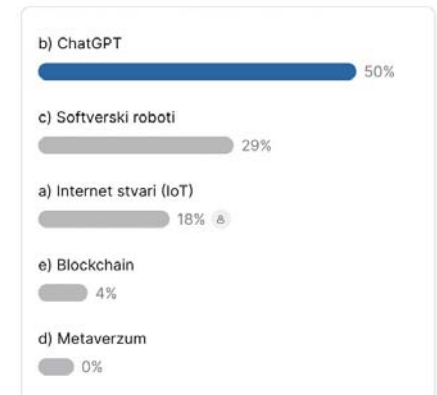 b) ChatGPT
50%
c) Softverski roboti
29%
a) Internet stvari (IoT)
18%
e) Blockchain
4%
d) Metaverzum
0%